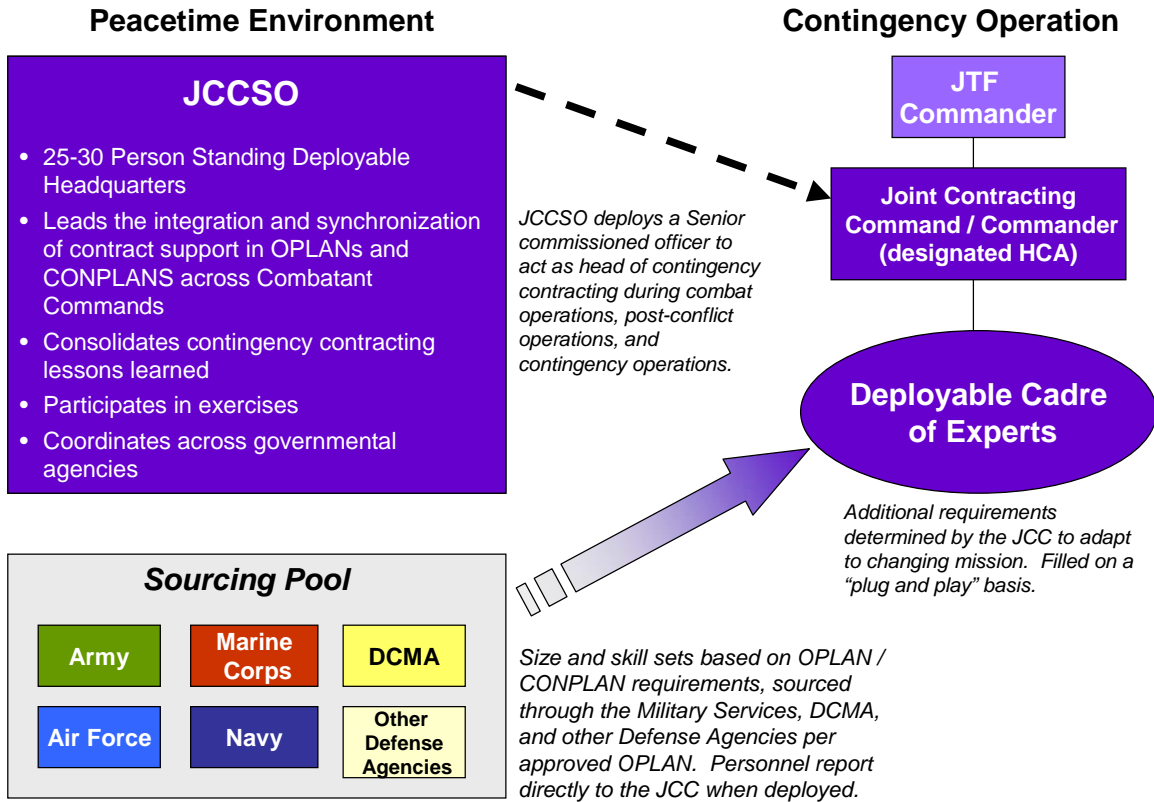 Peacetime Environment
JCCSO
• 25-30 Person Standing Deployable
Headquarters
• Leads the integration and synchronization
of contract support in OPLANs and
CONPLANS across Combatant
Commands
• Consolidates contingency contracting
lessons learned
• Participates in exercises
• Coordinates across governmental
agencies
Sourcing Pool
Army
Marine
Corps
DCMA
Air Force
Navy
Other
Defense
Agencies
JCCSO deploys a Senior
commissioned officer to
act as head of contingency
contracting during combat
operations, post-conflict
operations, and
contingency operations.
Contingency Operation
JTF
Commander
Joint Contracting
Command / Commander
(designated HCA)
Deployable Cadre
of Experts
Additional requirements
determined by the JCC to adapt
to changing mission. Filled on a
“plug and play” basis.
Size and skill sets based on OPLAN /
CONPLAN requirements, sourced
through the Military Services, DCMA,
and other Defense Agencies per
approved OPLAN. Personnel report
directly to the JCC when deployed.